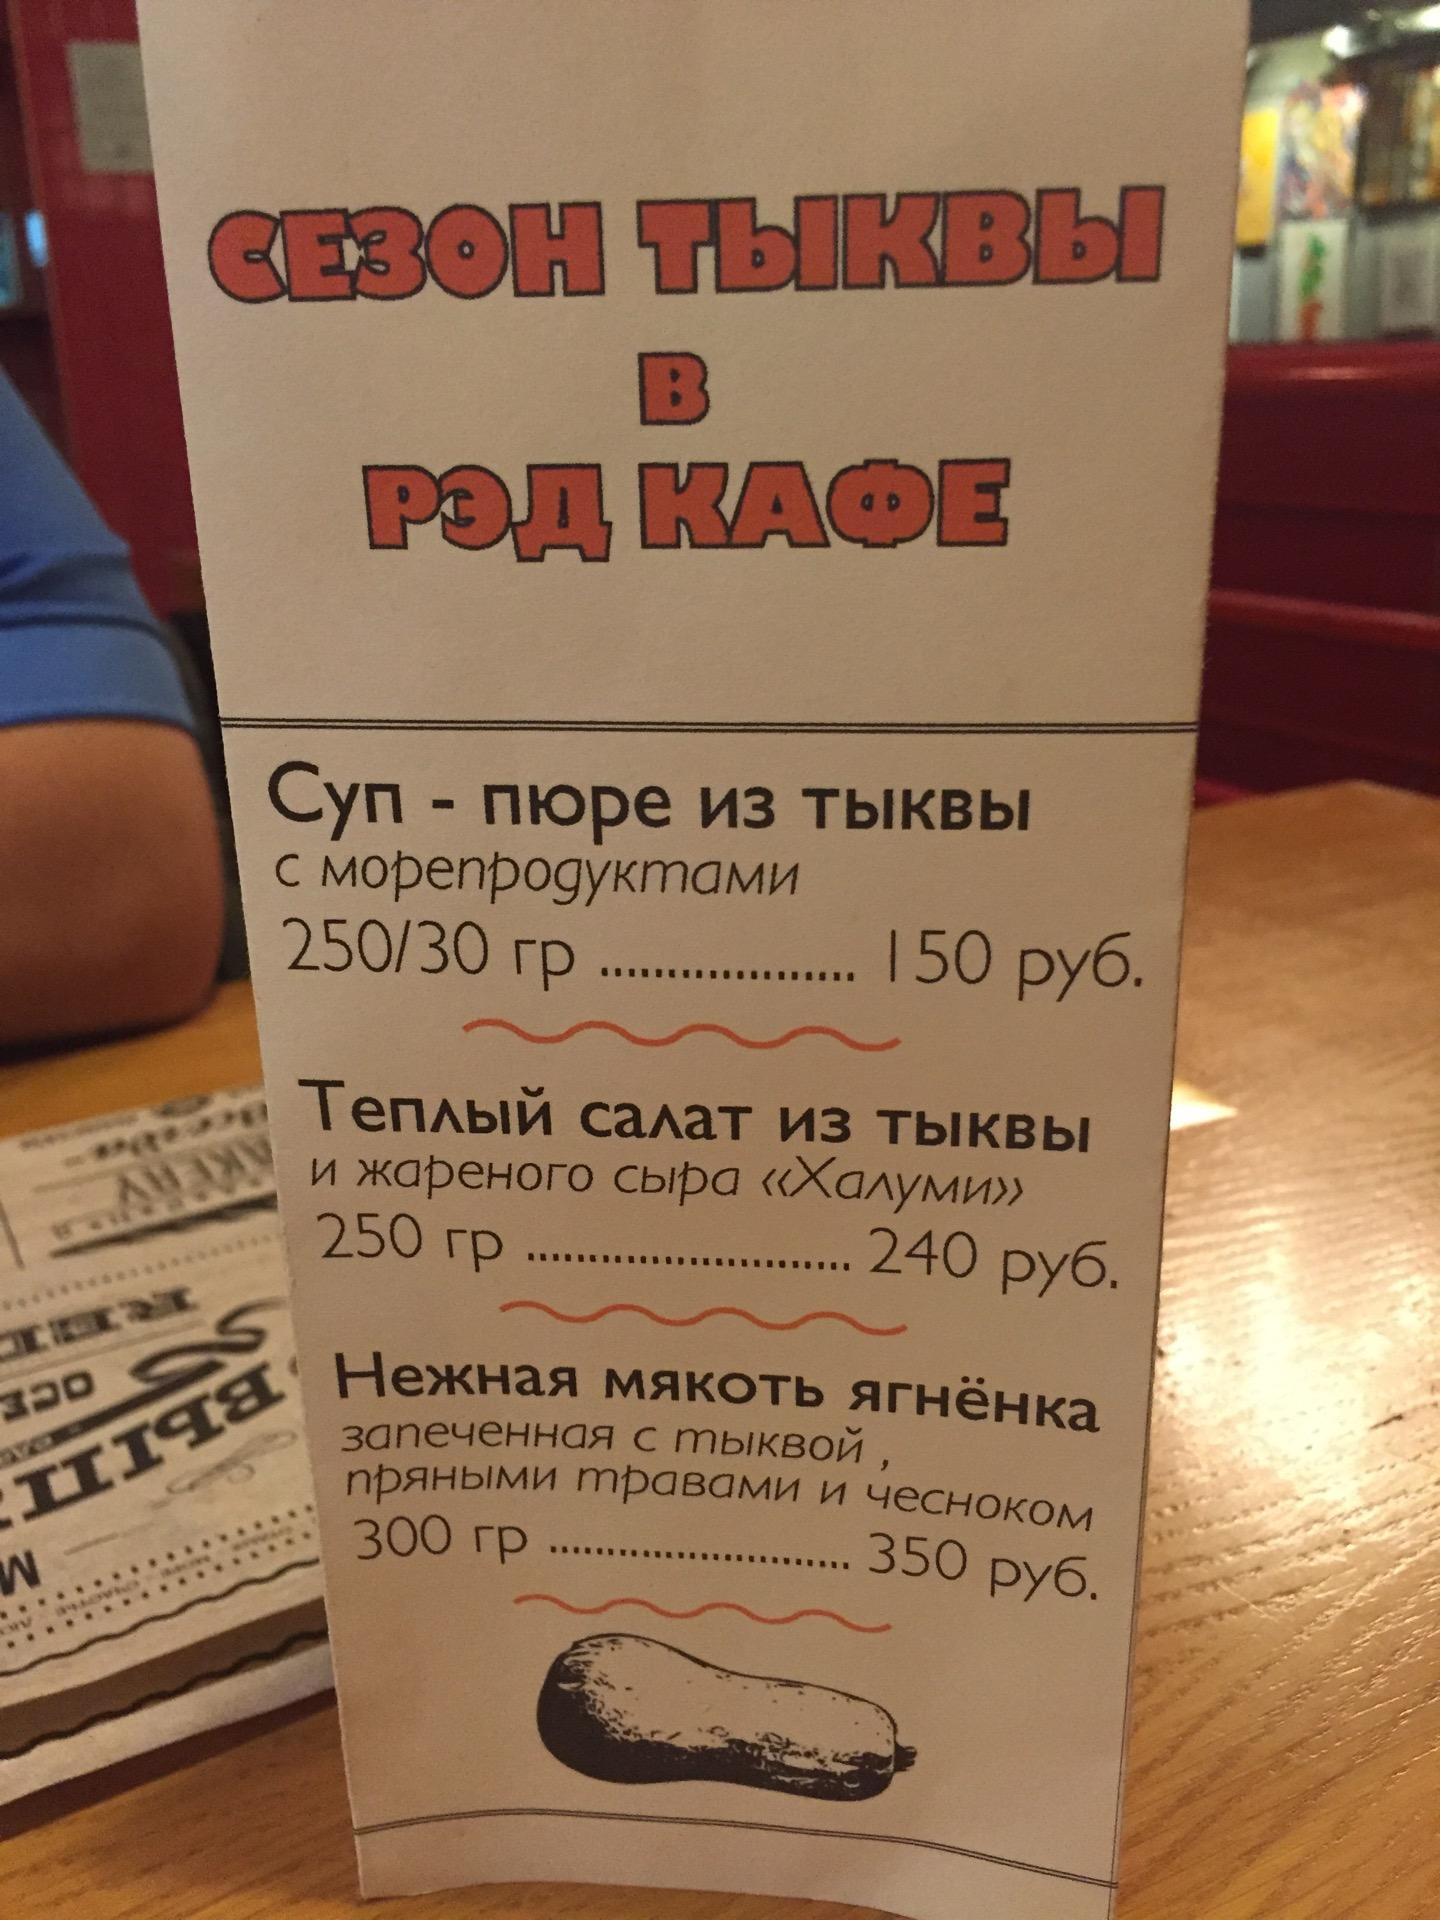 СЕЗОН ТЫКВЫ
В
РЭД КАФЕ
Суп - пюре из тыквы
с морепродуктами
250/30 гр ................... 150 руб.
Теплый салат из тыквы
и жареного сыра «Халуми»
250 гр ........................ 240 руб.
Нежная мякоть ягнёнка
запеченная с тыквой ,
пряными травами и чесноком
300 гр ........................ 350 руб.